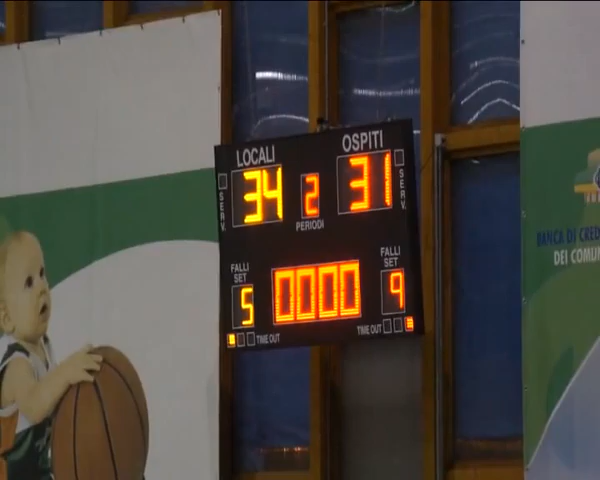 LOCALI
OSPITI
34 2 31
SERV.
SERV.
PERIODI
FALLI SET
FALLI SET
5 0000 9
TIME OUT
TIME OUT
BANCA DI CRED
DEI COMUN